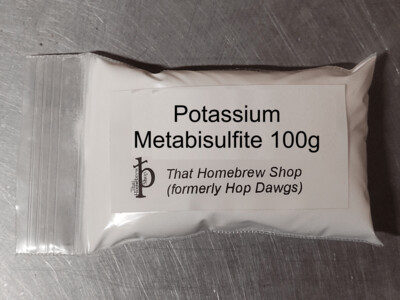 Potassium
Metabisulfite 100g
That Homebrew Shop
(formerly Hop Dawgs)